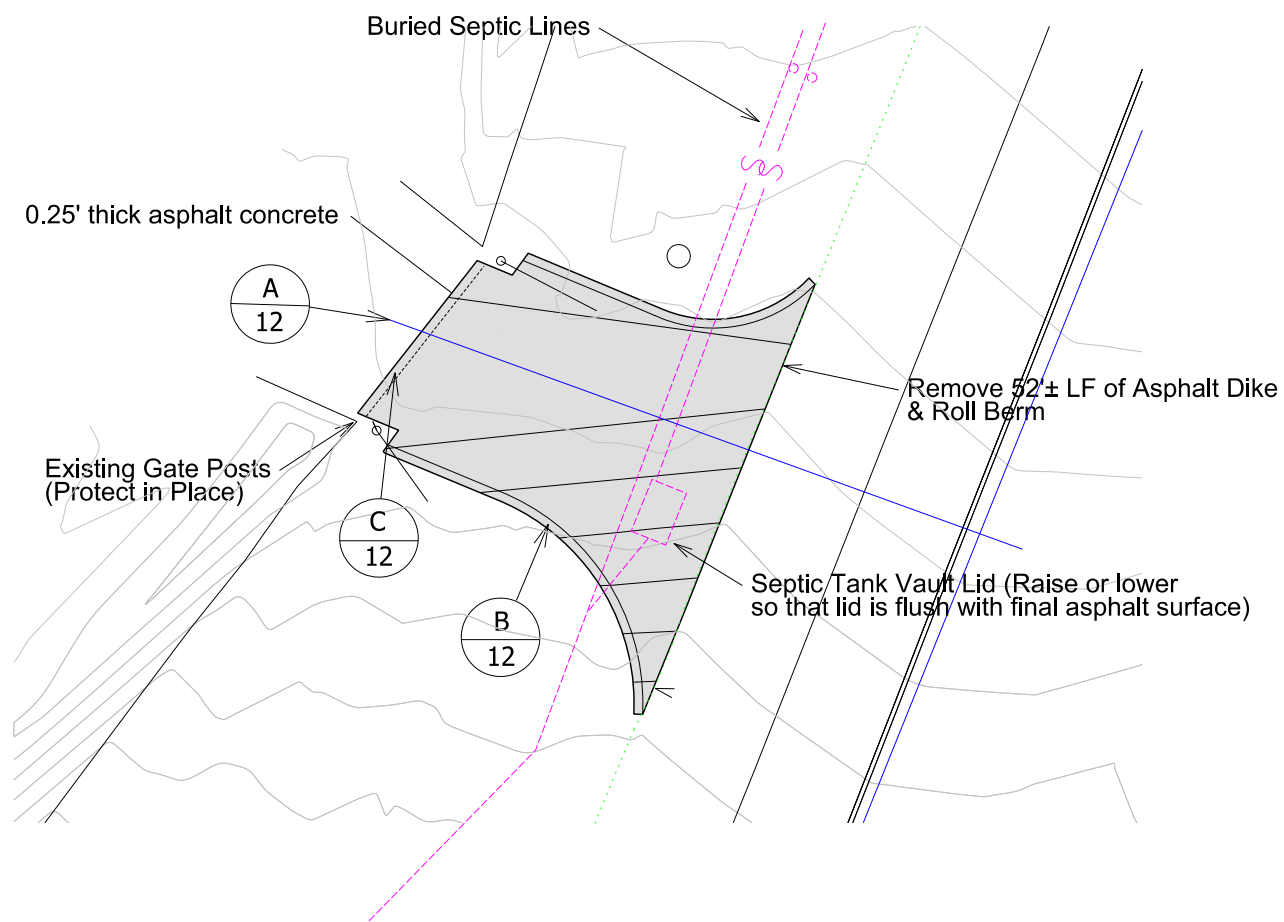 Buried Septic Lines
0.25' thick asphalt concrete
A
12
Remove 52'± LF of Asphalt Dike
& Roll Berm
Existing Gate Posts
(Protect in Place)
C
12
Septic Tank Vault Lid (Raise or lower
so that lid is flush with final asphalt surface)
B
12
S
S